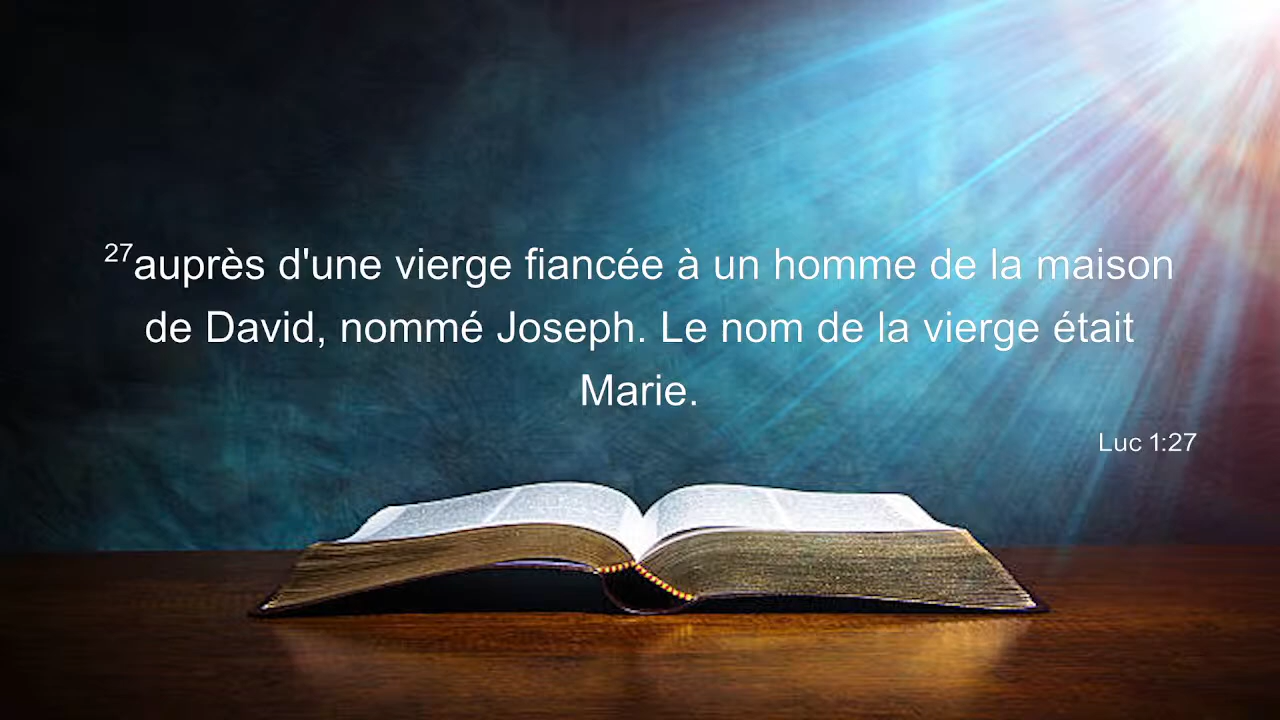 27auprès d'une vierge fiancée à un homme de la maison
de David, nommé Joseph. Le nom de la vierge était
Marie.
Luc 1:27